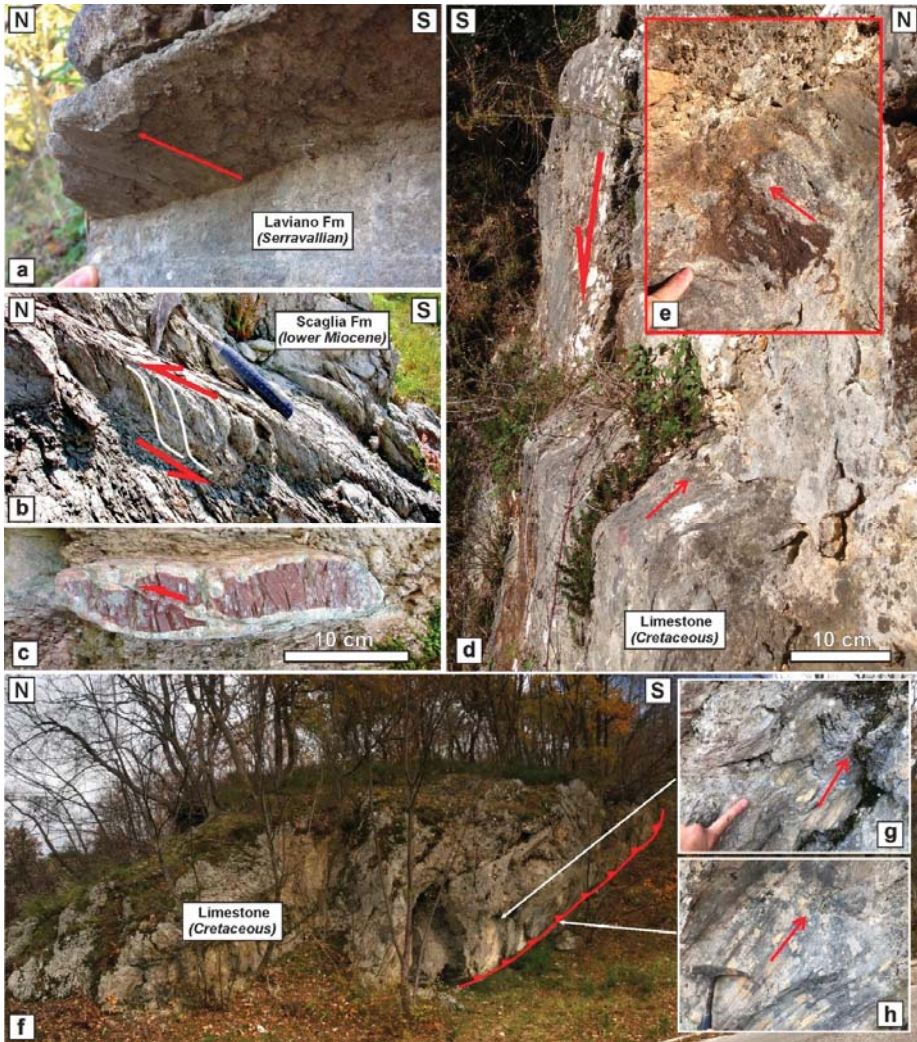 N
S
Laviano Fm
(Serravallian)
a
N
S
Scaglia Fm
(lower Miocene)
b
c
10 cm
S
N
e
Limestone
(Cretaceous)
d
10 cm
N
S
Limestone
(Cretaceous)
f
g
h